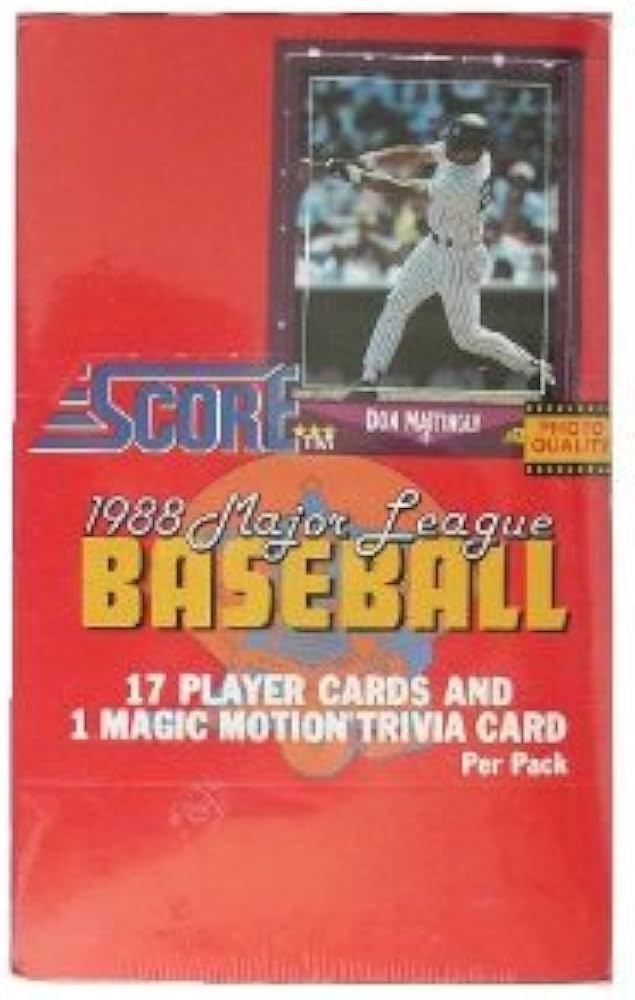 DON MATTINGLY
SCORE TM
PHOTO
QUALITY
1988 Major League
BASEBALL
17 PLAYER CARDS AND
1 MAGIC MOTION TRIVIA CARD
Per Pack